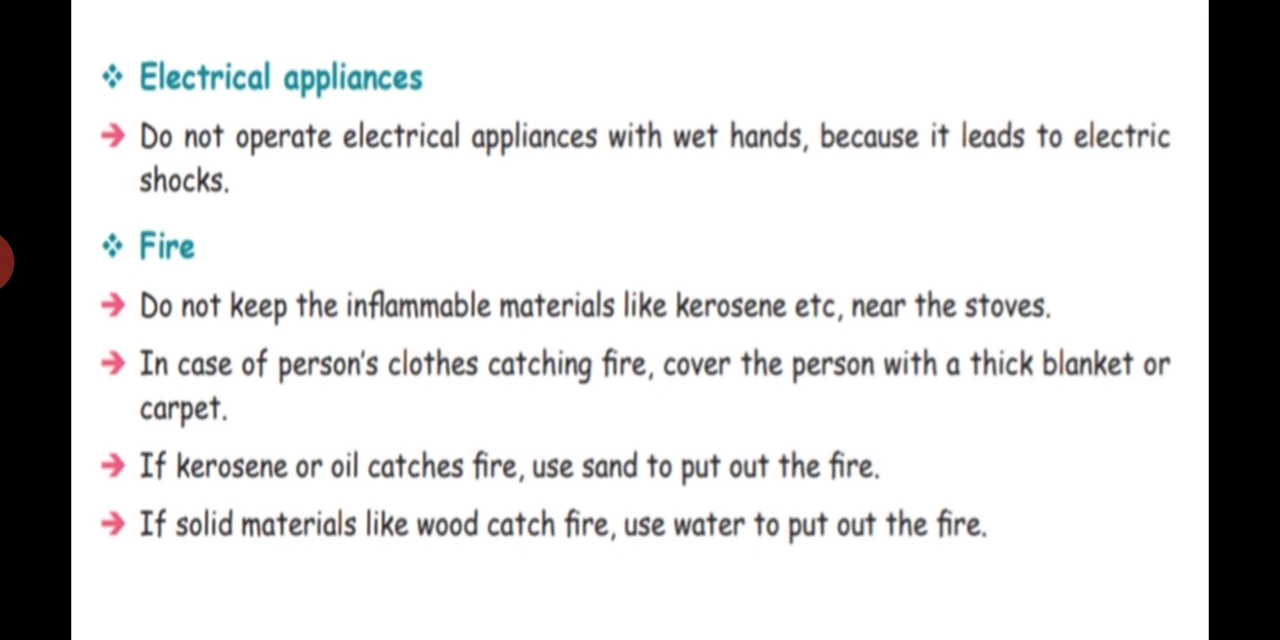 ❖ Electrical appliances
➔ Do not operate electrical appliances with wet hands, because it leads to electric
shocks.
❖ Fire
➔ Do not keep the inflammable materials like kerosene etc, near the stoves.
➔ In case of person's clothes catching fire, cover the person with a thick blanket or
carpet.
➔ If kerosene or oil catches fire, use sand to put out the fire.
➔ If solid materials like wood catch fire, use water to put out the fire.